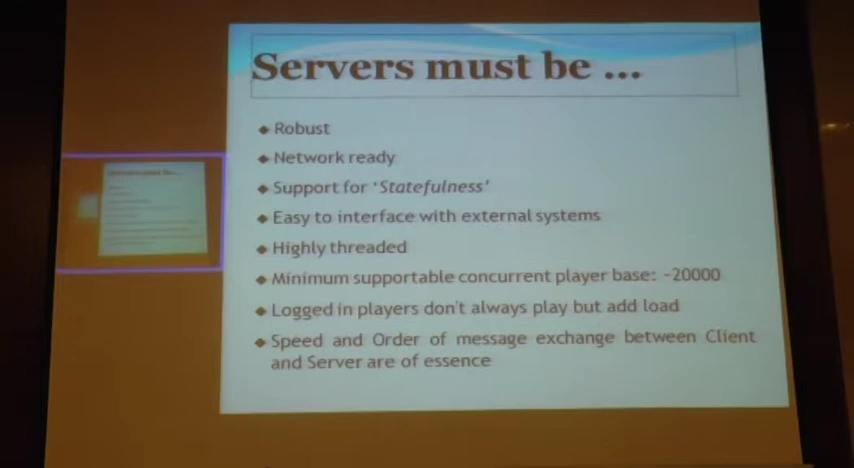 Servers must be ...
◆ Robust
◆ Network ready
◆ Support for 'Statefulness'
◆ Easy to interface with external systems
◆ Highly threaded
◆ Minimum supportable concurrent player base: ~20000
◆ Logged in players don't always play but add load
◆ Speed and Order of message exchange between Client
and Server are of essence